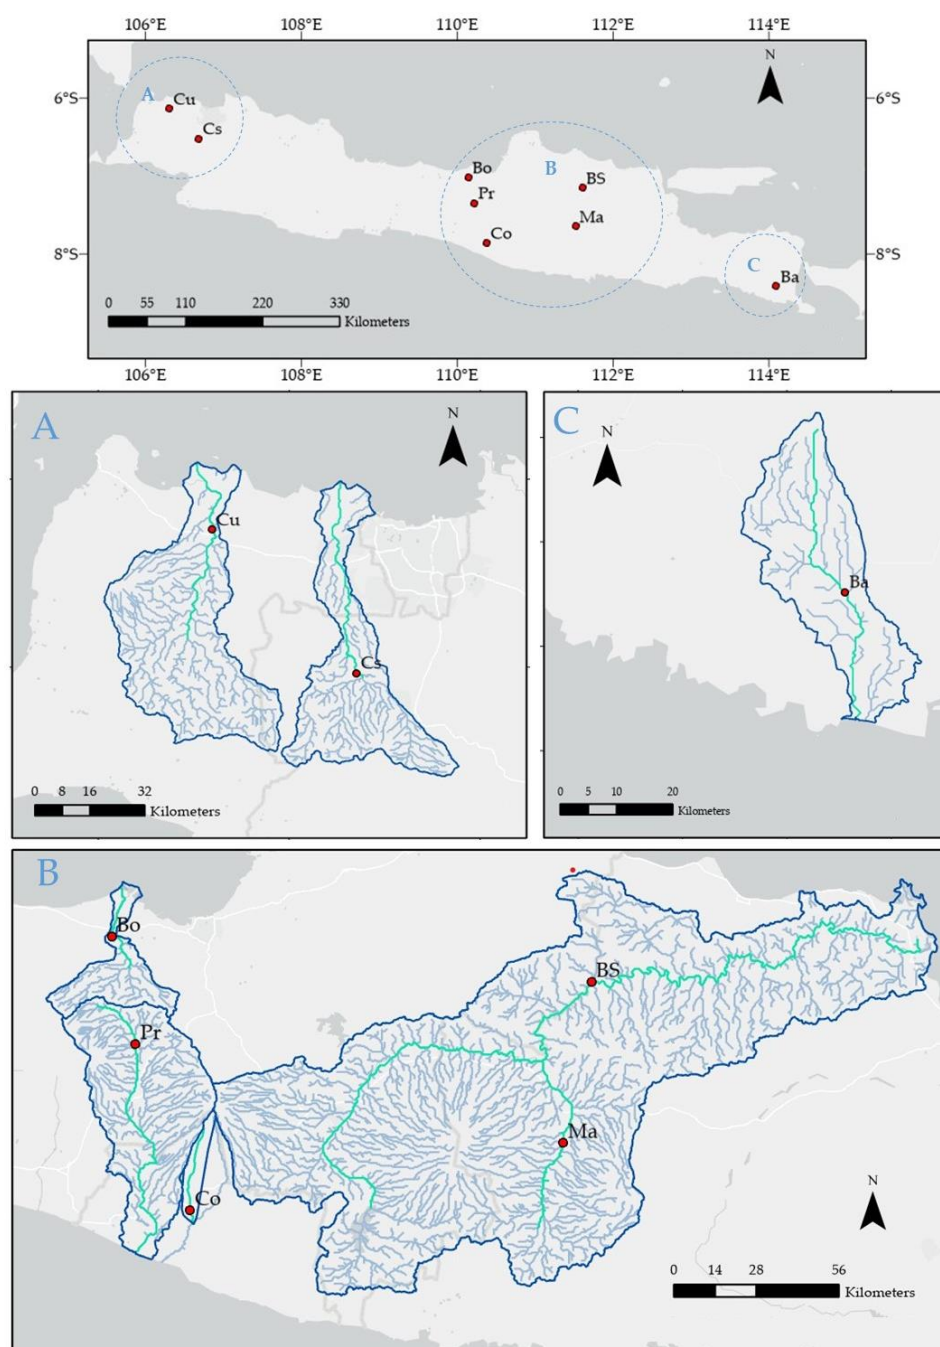 106°E 108°E 110°E 112°E 114°E
N
6°S 6°S
A
Cu
Cs
Bo
B
BS
Pr
Ma
Co
8°S 8°S
C
Ba
0 55 110 220 330
Kilometers
106°E 108°E 110°E 112°E 114°E
A
N
Cu
Cs
0 8 16 32
Kilometers
C
N
Ba
0 5 10 20
Kilometers
B
Bo
BS
Pr
Ma
Co
N
0 14 28 56
Kilometers